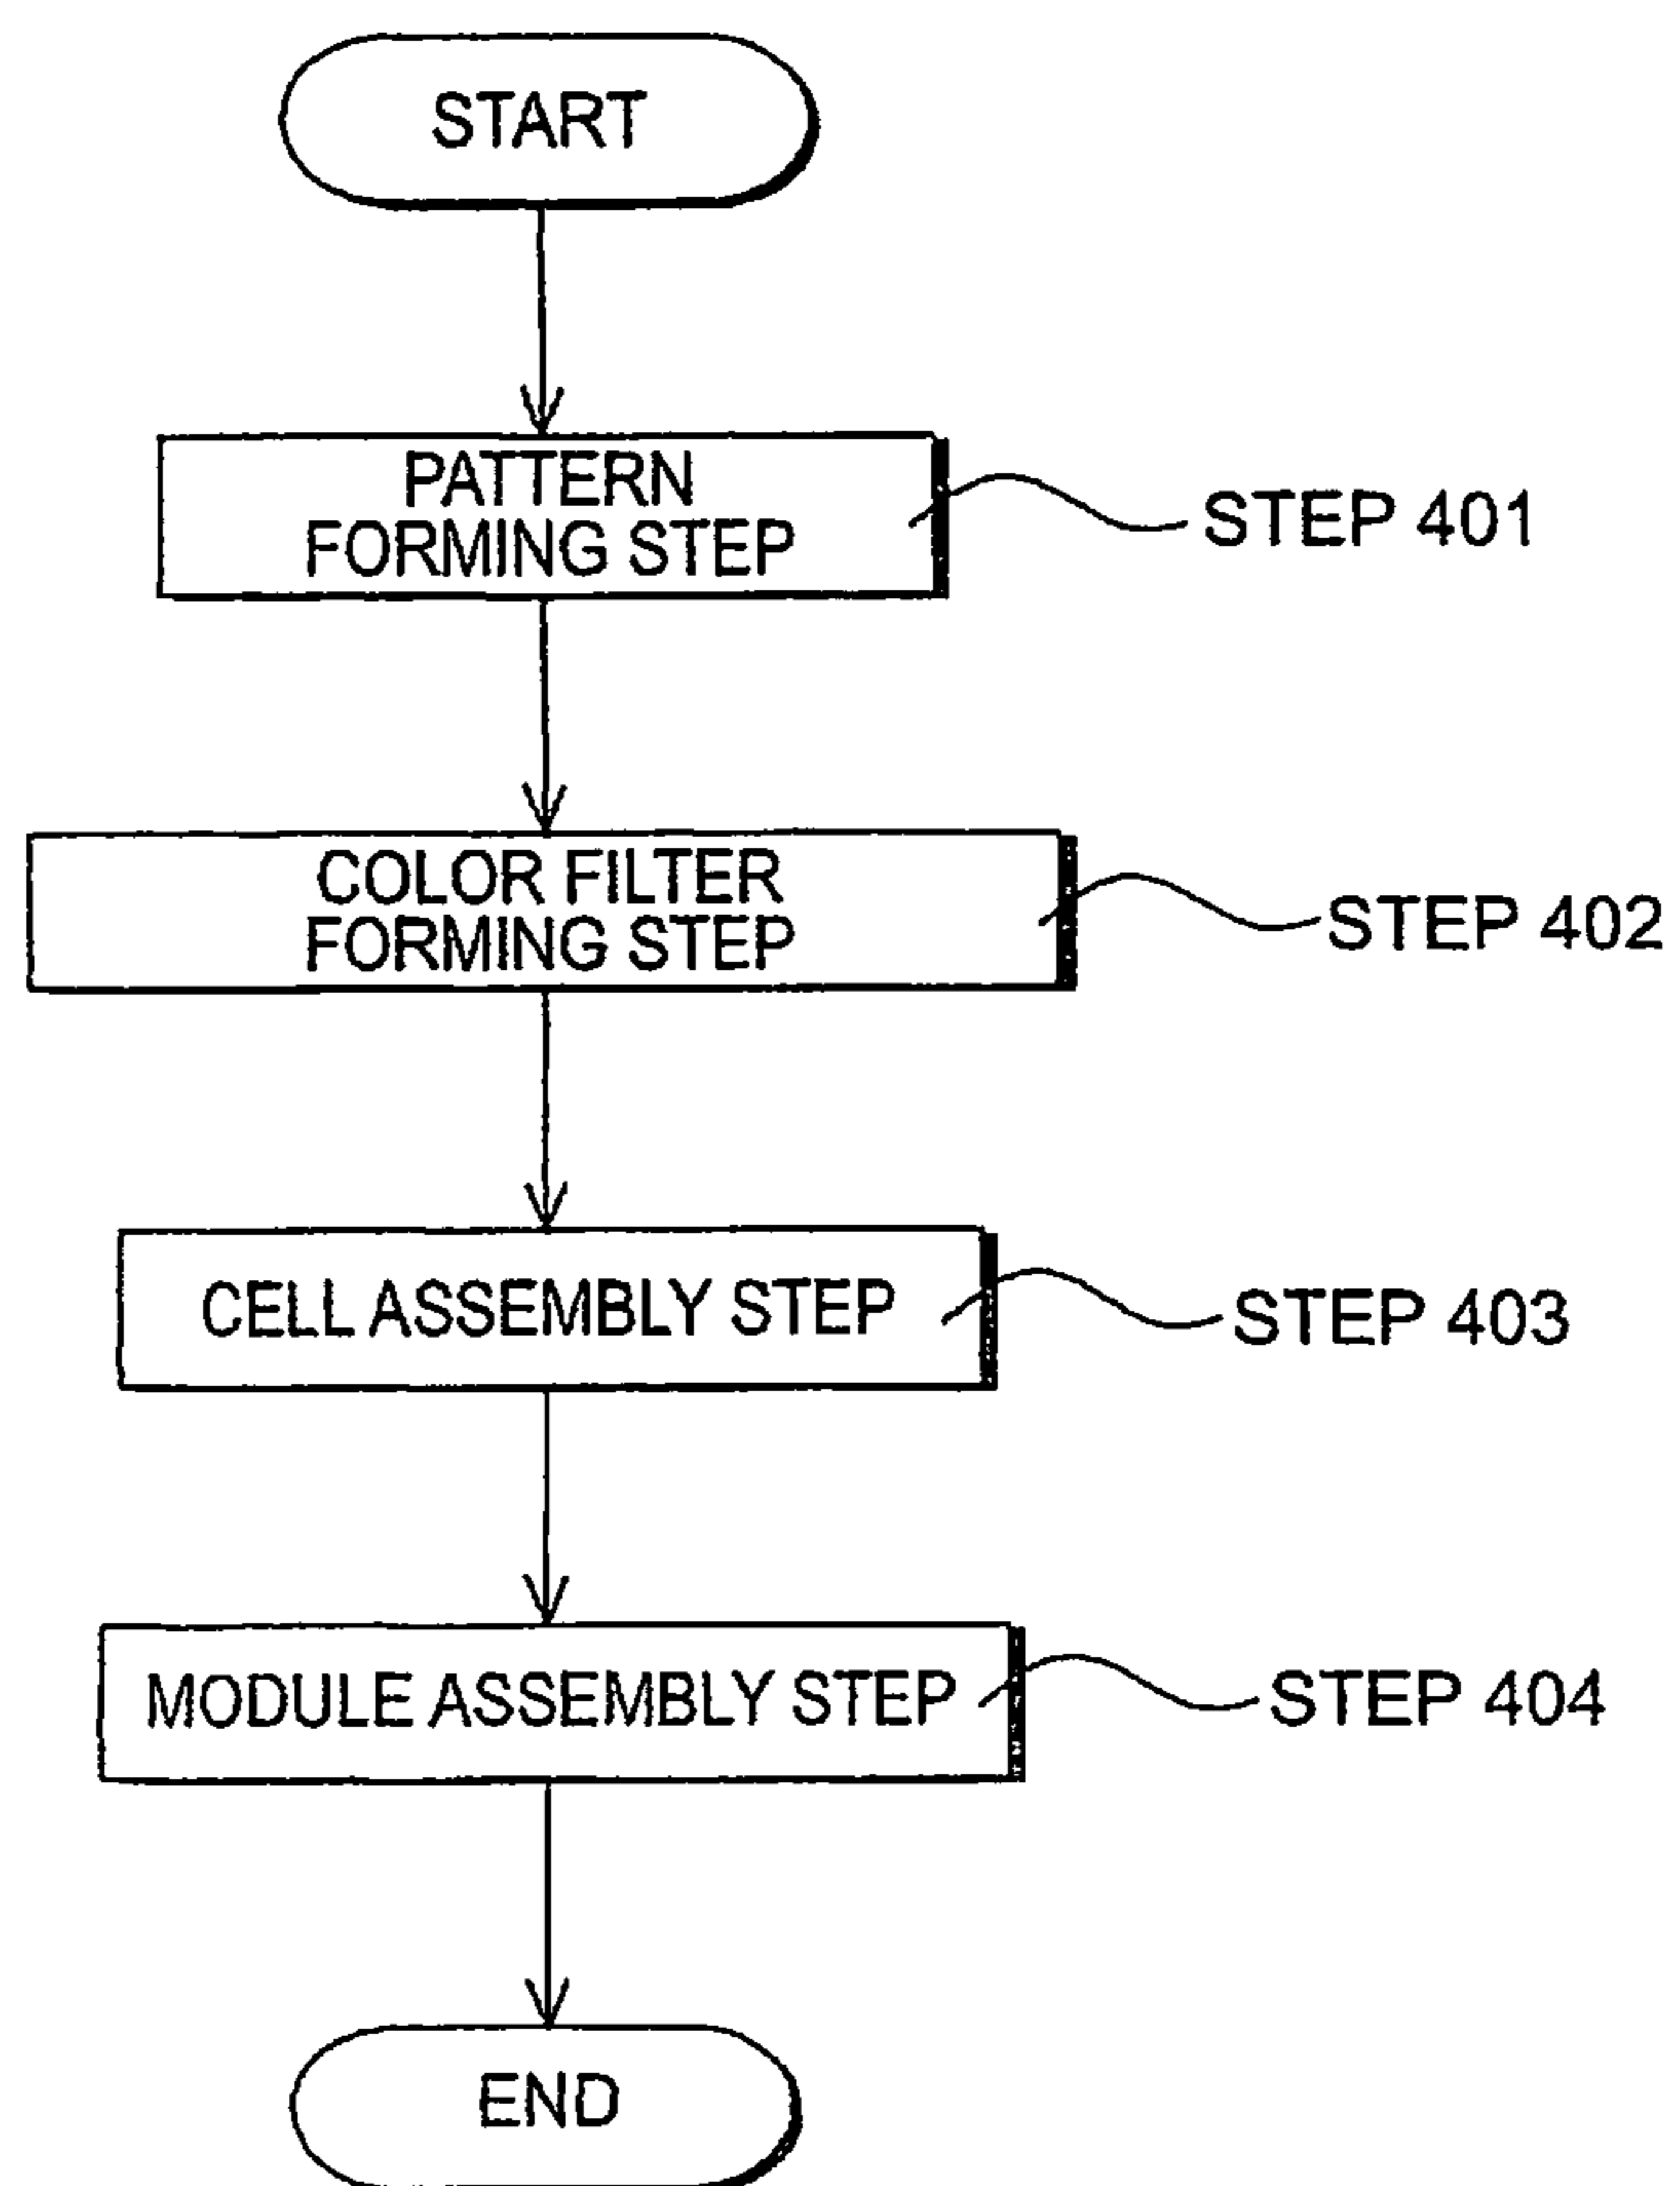 START
PATTERN
FORMING STEP
STEP 401
COLOR FILTER
FORMING STEP
STEP 402
CELL ASSEMBLY STEP
STEP 403
MODULE ASSEMBLY STEP
STEP 404
END